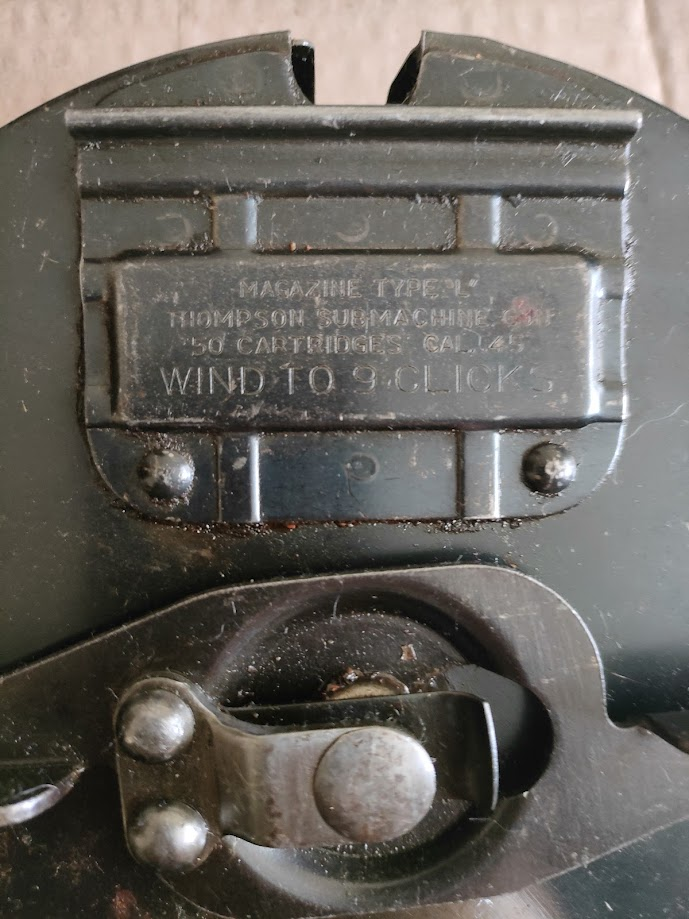 MAGAZINE TYPE "L"
THOMPSON SUBMACHINE GUN
"50" CARTRIDGES CAL .45
WIND TO 9 CLICKS